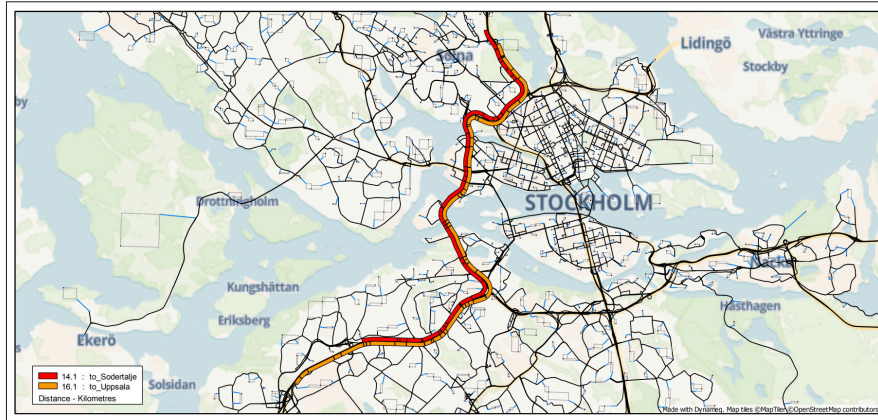 Västra Yttringe
Lidingö
Solna
Stockby
Drottningholm
STOCKHOLM
Nacka
Kungshättan
Hästhagen
Eriksberg
Ekerö
Solsidan
14.1 : to_Sodertalje
16.1 : to_Uppsala
Distance - Kilometres
Made with Dynameq. Map tiles ©MapTiler ©OpenStreetMap contributors